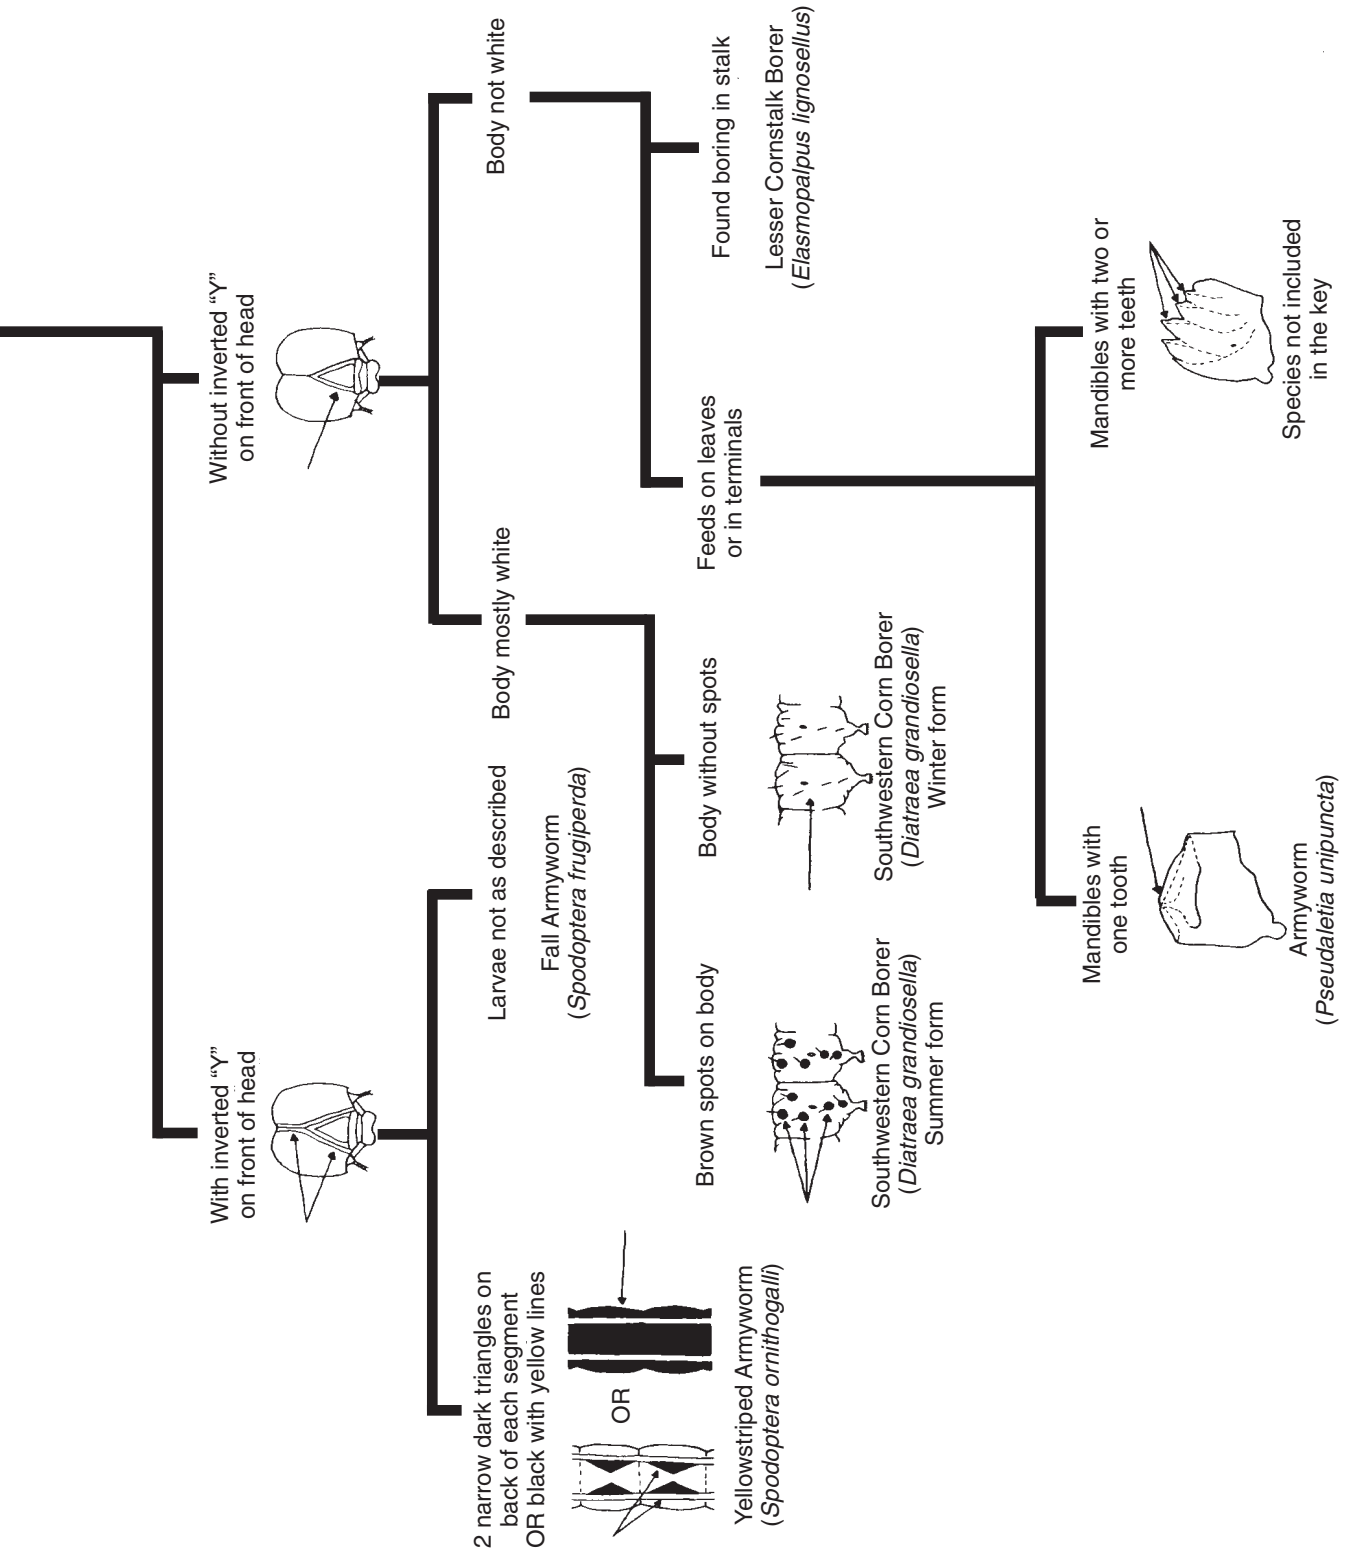 With inverted “Y”
on front of head
Without inverted “Y”
on front of head
2 narrow dark triangles on
back of each segment
OR black with yellow lines
OR
Yellowstriped Armyworm
(Spodoptera ornithogalli)
Larvae not as described
Fall Armyworm
(Spodoptera frugiperda)
Body mostly white
Body not white
Brown spots on body
Southwestern Corn Borer
(Diatraea grandiosella)
Summer form
Body without spots
Southwestern Corn Borer
(Diatraea grandiosella)
Winter form
Feeds on leaves
or in terminals
Found boring in stalk
Lesser Cornstalk Borer
(Elasmopalpus lignosellus)
Mandibles with
one tooth
Armyworm
(Pseudaletia unipuncta)
Mandibles with two or
more teeth
Species not included
in the key